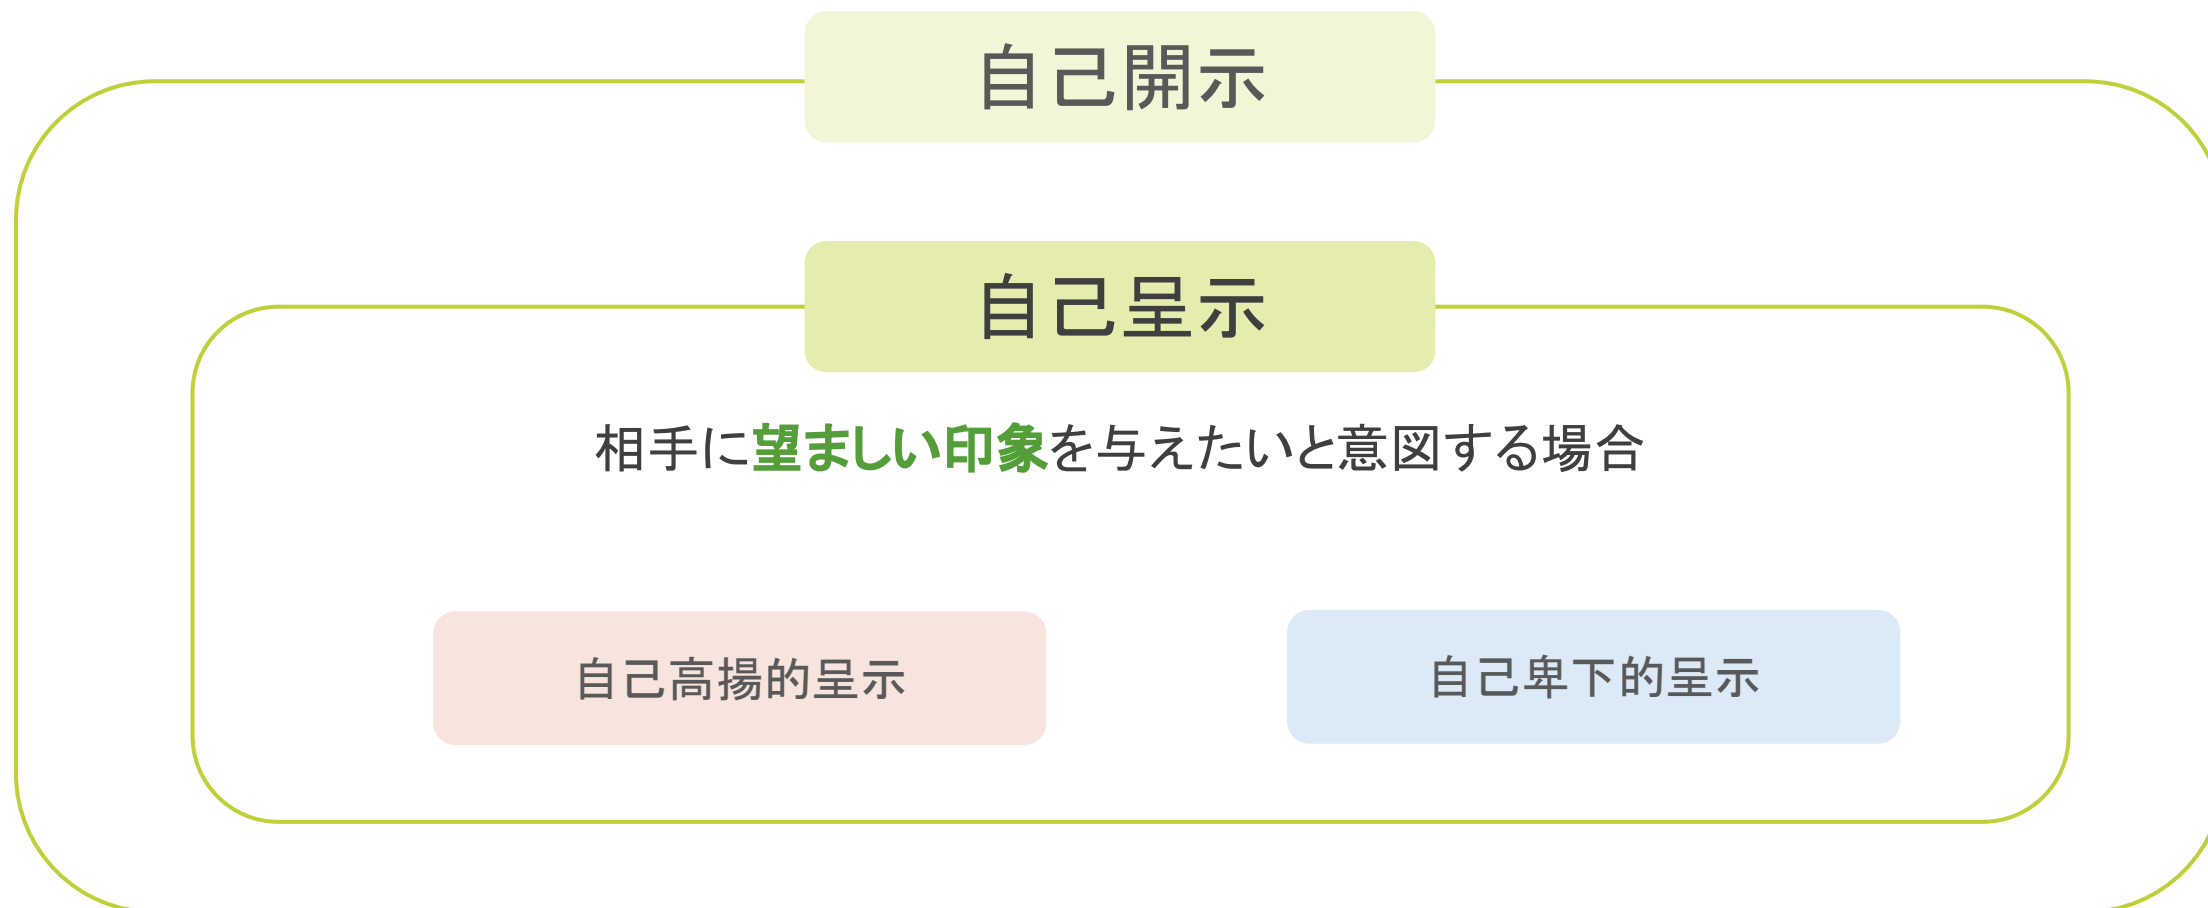 自己開示
自己呈示
相手に望ましい印象を与えたいと意図する場合
自己高揚的呈示
自己卑下的呈示